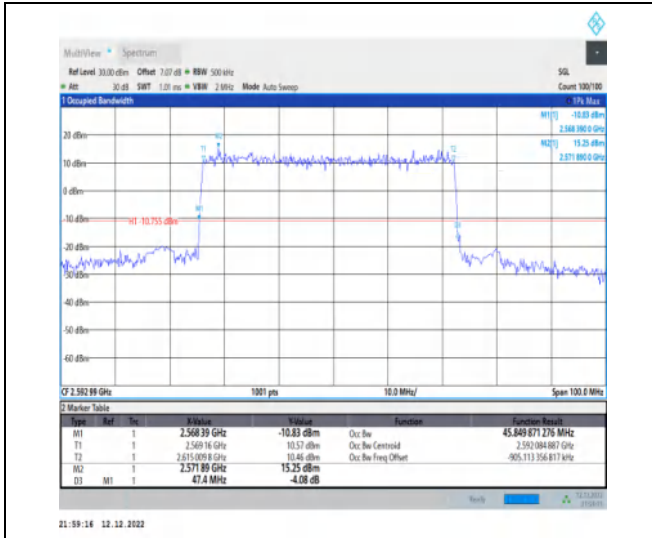 MultiView Spectrum
Ref Level 30.00 dBm Offset 7.07 dB RBW 500 kHz SGL
Att 30 dB SWT 1.01 ms VBW 2 MHz Mode Auto Sweep Count 100/100
1 Occupied Bandwidth 1Pk Max
M1[1] -10.83 dBm
2.568 390 0 GHz
20 dBm M2[1] 15.25 dBm
2.571 890 0 GHz
M2
T1 T2
10 dBm
0 dBm
M1
-10 dBm H1 -10.755 dBm
D3
-20 dBm
-30 dBm
-40 dBm
-50 dBm
-60 dBm
CF 2.592 99 GHz 1001 pts 10.0 MHz/ Span 100.0 MHz
2 Marker Table
Type Ref Trc X-Value Y-Value Function Function Result
M1 1 2.568 39 GHz -10.83 dBm Occ Bw 45.849 871 276 MHz
T1 1 2.569 16 GHz 10.57 dBm Occ Bw Centroid 2.592 084 887 GHz
T2 1 2.615 009 8 GHz 10.46 dBm Occ Bw Freq Offset -905.113 356 817 kHz
M2 1 2.571 89 GHz 15.25 dBm
D3 M1 1 47.4 MHz -4.08 dB
Ready 12.12.2022
21:59:16 12.12.2022